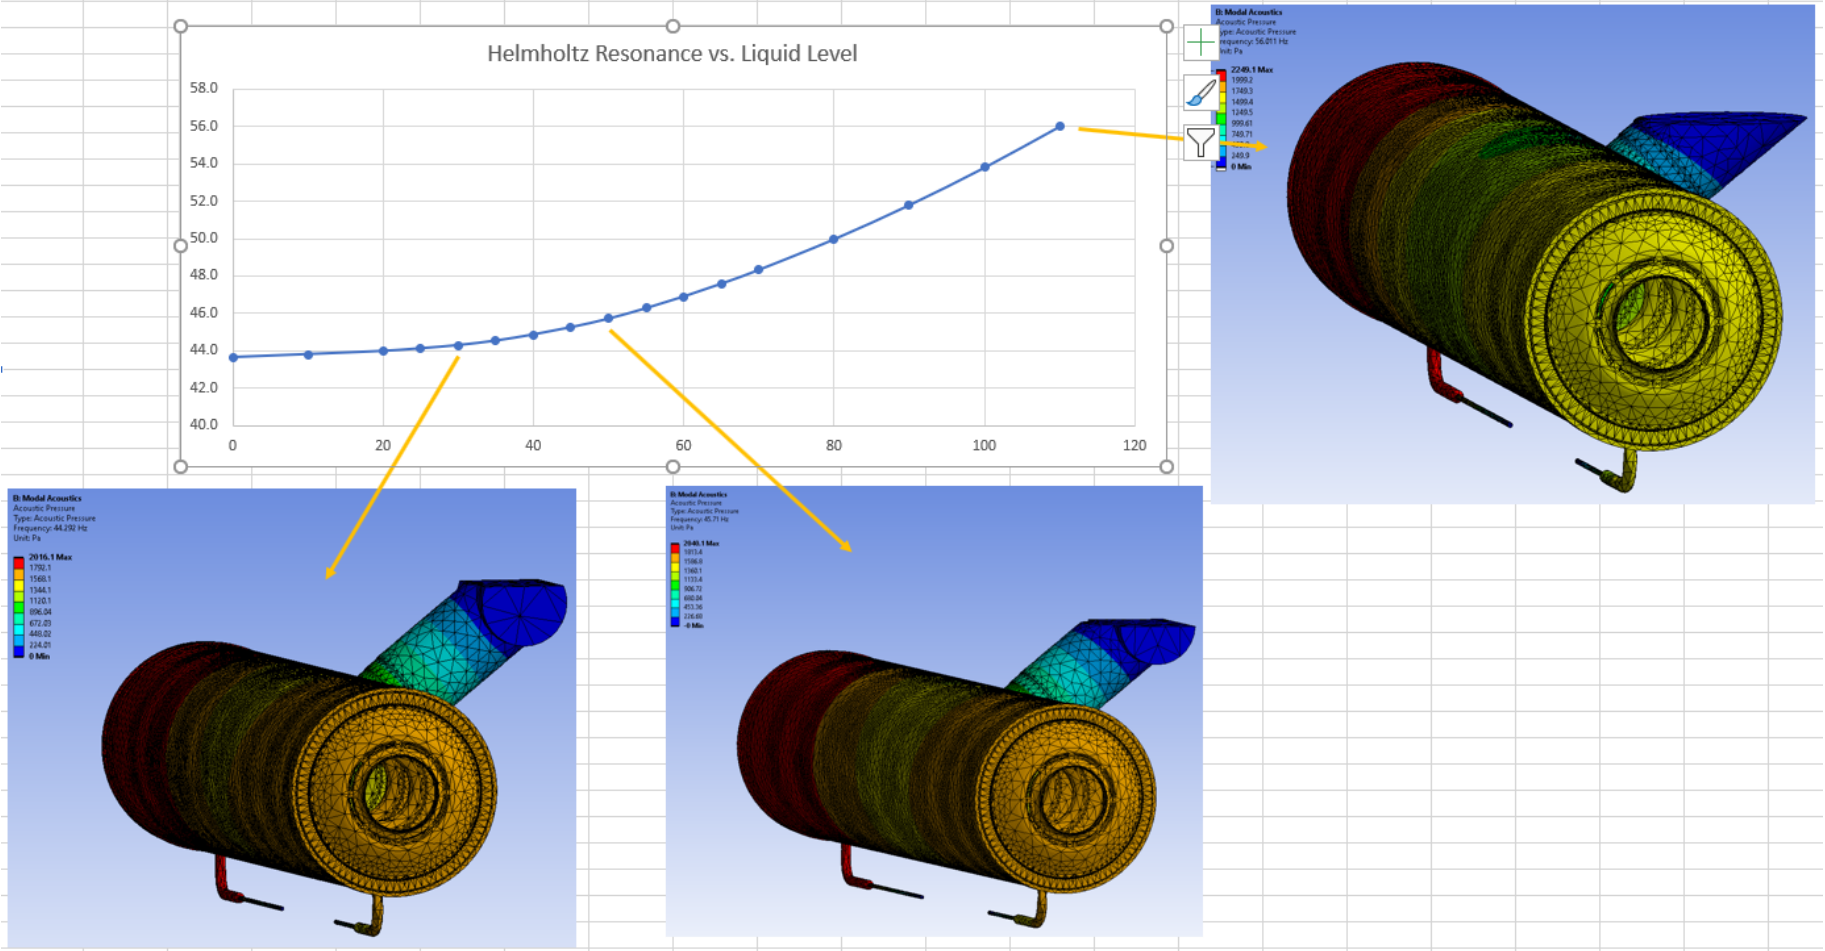 Helmholtz Resonance vs. Liquid Level
58.0
56.0
54.0
52.0
50.0
48.0
46.0
44.0
42.0
40.0
0 20 40 60 80 100 120
B: Modal Acoustics
Acoustic Pressure
ype: Acoustic Pressure
requency: 56.011 Hz
nit: Pa
2249.1 Max
1999.2
1749.3
1499.4
1249.5
999.61
749.71
249.9
0 Min
B: Modal Acoustics
Acoustic Pressure
Type: Acoustic Pressure
Frequency: 44.292 Hz
Unit: Pa
2016.1 Max
1792.1
1568.1
1344.1
1120.1
896.04
672.03
448.02
224.01
0 Min
B: Modal Acoustics
Acoustic Pressure
Type: Acoustic Pressure
Frequency: 45.71 Hz
Unit: Pa
2040.1 Max
1813.4
1586.8
1360.1
1133.4
906.72
680.04
453.36
226.68
-0 Min